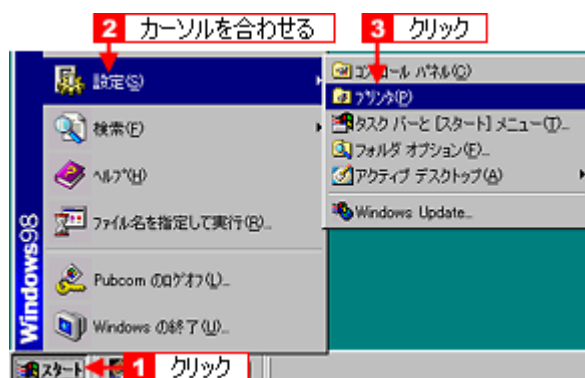 2 カーソルを合わせる
3 クリック
設定(S)
検索(F)
ヘルプ(H)
ファイル名を指定して実行(R)...
Pubcom のログオフ(L)...
Windows の終了(U)...
コントロール パネル(C)
プリンタ(P)
タスク バーと [スタート] メニュー(T)...
フォルダ オプション(F)...
アクティブ デスクトップ(A)
Windows Update...
Windows98
スタート
1 クリック